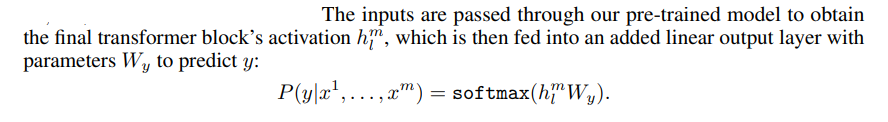 The inputs are passed through our pre-trained model to obtain
the final transformer block's activation $h_l^m$, which is then fed into an added linear output layer with
parameters $W_y$ to predict $y$:
$P(y|x^1, \ldots, x^m) = \texttt{softmax}(h_l^m W_y).$